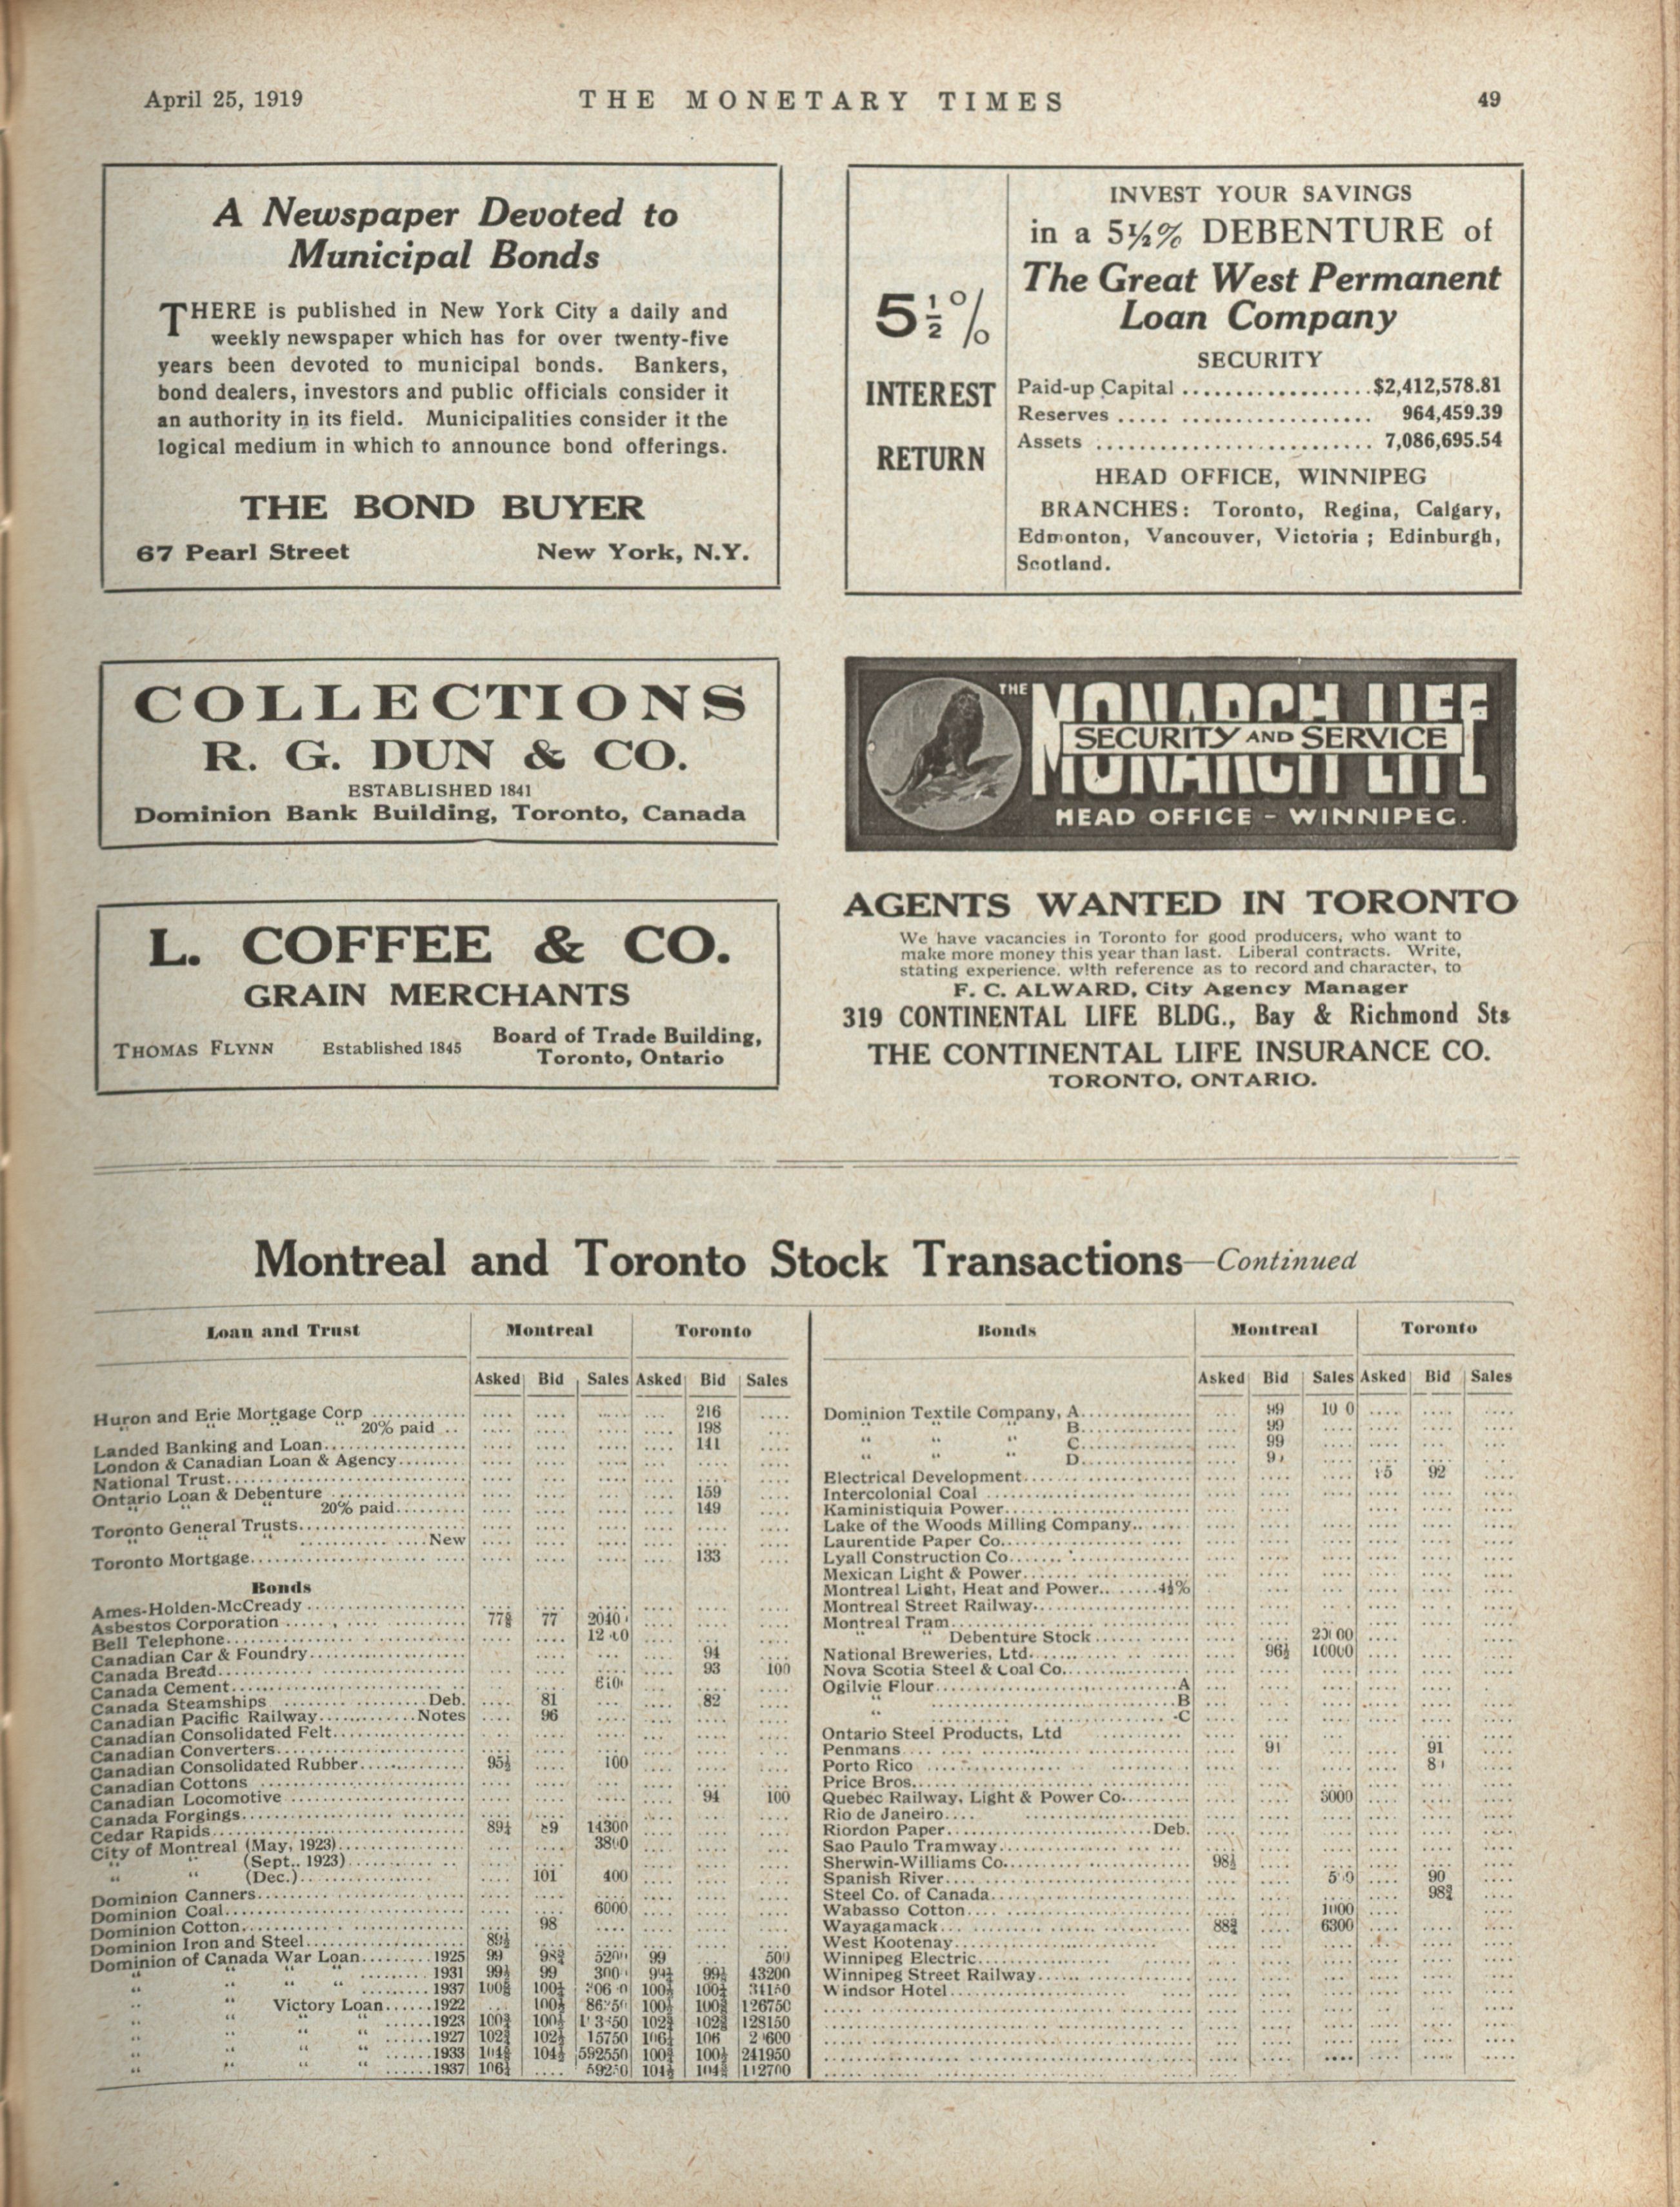 April 25, 1919
THE MONETARY TIMES
49
A Newspaper Devoted to
Municipal Bonds
THERE is published in New York City a daily and
weekly newspaper which has for over twenty-five
years been devoted to municipal bonds. Bankers,
bond dealers, investors and public officials consider it
an authority in its field. Municipalities consider it the
logical medium in which to announce bond offerings.
THE BOND BUYER
67 Pearl Street New York, N.Y.
5½%
INTEREST
RETURN
INVEST YOUR SAVINGS
in a 5½% DEBENTURE of
The Great West Permanent
Loan Company
SECURITY
Paid-up Capital .................. $2,412,578.81
Reserves ..... .................. 964,459.39
Assets .......................... 7,086,695.54
HEAD OFFICE, WINNIPEG
BRANCHES: Toronto, Regina, Calgary,
Edmonton, Vancouver, Victoria ; Edinburgh,
Scotland.
COLLECTIONS
R. G. DUN & CO.
ESTABLISHED 1841
Dominion Bank Building, Toronto, Canada
THE MONARCH LIFE
SECURITY AND SERVICE
MONARCH LIFE
HEAD OFFICE - WINNIPEG.
L. COFFEE & CO.
GRAIN MERCHANTS
THOMAS FLYNN Established 1845 Board of Trade Building,
Toronto, Ontario
AGENTS WANTED IN TORONTO
We have vacancies in Toronto for good producers, who want to
make more money this year than last. Liberal contracts. Write,
stating experience, with reference as to record and character, to
F. C. ALWARD, City Agency Manager
319 CONTINENTAL LIFE BLDG., Bay & Richmond Sts
THE CONTINENTAL LIFE INSURANCE CO.
TORONTO, ONTARIO.
Montreal and Toronto Stock Transactions—Continued
Loan and Trust Montreal Toronto
Asked Bid Sales Asked Bid Sales
Huron and Erie Mortgage Corp 216
" " 20% paid 198
Landed Banking and Loan 141
London & Canadian Loan & Agency
National Trust
Ontario Loan & Debenture 159
" " 20% paid 149
Toronto General Trusts
" " New
Toronto Mortgage 133
Bonds
Ames-Holden-McCready
Asbestos Corporation 77 
Bell Telephone
Canadian Car & Foundry 94
Canada Bread 93 100
Canada Cement
Canada Steamships Deb. 81 82
Canadian Pacific Railway Notes 96
Canadian Consolidated Felt
Canadian Converters
Canadian Consolidated Rubber 95½ 100
Canadian Cottons
Canadian Locomotive 94 100
Canada Forgings
Cedar Rapids 14300
City of Montreal (May, 1923)
" (Sept., 1923)
" " (Dec.) 101 400
Dominion Canners
Dominion Coal 6000
Dominion Cotton 98
Dominion Iron and Steel
Dominion of Canada War Loan 1925 99 99
" " " 1931 99 43200
" " " 1937
" " Victory Loan 1922 126750
" " " 1923 128150
" " " 1927 15750 106
" " " 1933 592550 241950
" " " 1937 112700
Bonds Montreal Toronto
Asked Bid Sales Asked Bid Sales
Dominion Textile Company, A 99
" " " B 99
" " " C 99
" " " D
Electrical Development 92
Intercolonial Coal
Kaministiquia Power
Lake of the Woods Milling Company
Laurentide Paper Co.
Lyall Construction Co.
Mexican Light & Power
Montreal Light, Heat and Power 4½%
Montreal Street Railway
Montreal Tram
" " Debenture Stock
National Breweries, Ltd. 96½ 10000
Nova Scotia Steel & Coal Co.
Ogilvie Flour A
" B
" C
Ontario Steel Products, Ltd
Penmans 91 91
Porto Rico
Price Bros.
Quebec Railway, Light & Power Co. 3000
Rio de Janeiro
Riordon Paper Deb.
Sao Paulo Tramway
Sherwin-Williams Co. 98½
Spanish River 90
Steel Co. of Canada
Wabasso Cotton 1000
Wayagamack 6300
West Kootenay
Winnipeg Electric
Winnipeg Street Railway
Windsor Hotel